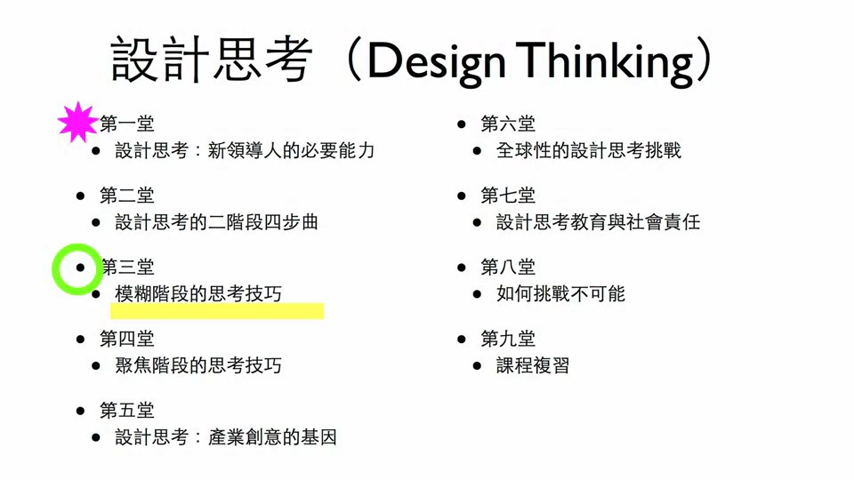 設計思考（Design Thinking）
第一堂
設計思考：新領導人的必要能力
第二堂
設計思考的二階段四步曲
第三堂
模糊階段的思考技巧
第四堂
聚焦階段的思考技巧
第五堂
設計思考：產業創意的基因
第六堂
全球性的設計思考挑戰
第七堂
設計思考教育與社會責任
第八堂
如何挑戰不可能
第九堂
課程複習